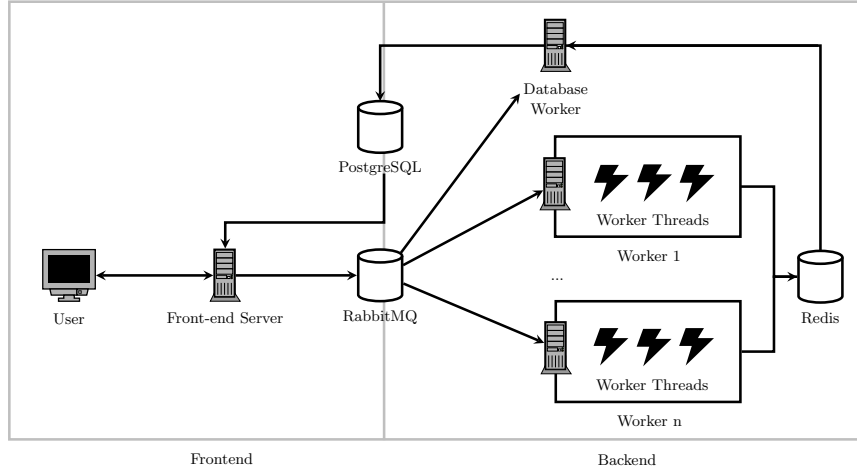 Database
Worker
PostgreSQL
Worker Threads
Worker 1
...
User
Front-end Server
RabbitMQ
Redis
Worker Threads
Worker n
Frontend
Backend